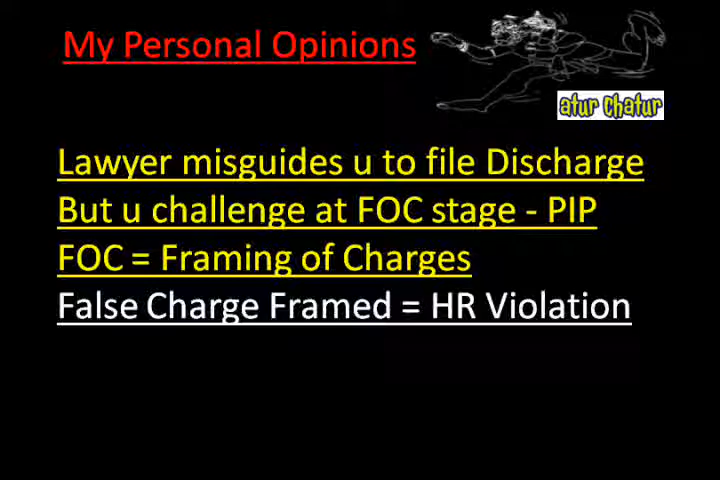 My Personal Opinions
atur chatur
Lawyer misguides u to file Discharge
But u challenge at FOC stage - PIP
FOC = Framing of Charges
False Charge Framed = HR Violation